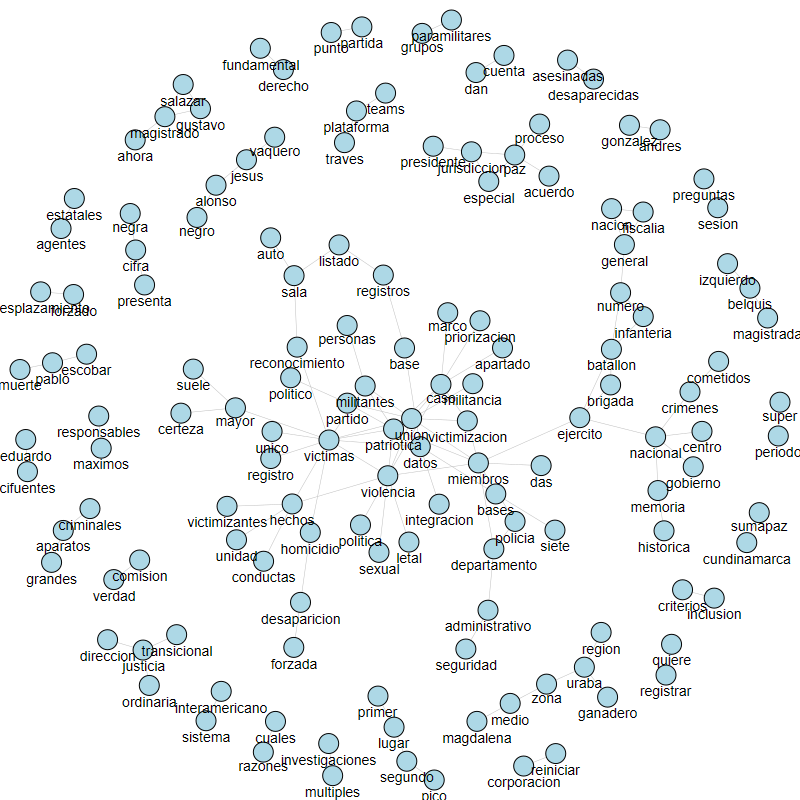 paramilitares
grupos
punto
partida
fundamental
derecho
cuenta
dan
asesinadas
desaparecidas
salazar
gustavo
magistrado
ahora
teams
plataforma
traves
proceso
presidente
jurisdiccion
paz
especial
acuerdo
gonzalez
andres
vaquero
jesus
alonso
negro
preguntas
sesion
estatales
agentes
negra
cifra
presenta
nacion
fiscalia
general
auto
listado
sala
registros
izquierdo
belquis
magistrada
esplazamiento
forzado
numero
infanteria
marco
priorizacion
personas
reconocimiento
base
apartado
batallon
brigada
muerte
pablo
escobar
suele
politico
militantes
caso
militancia
cometidos
crimenes
partido
certeza
mayor
responsables
maximos
unico
registro
victimas
patriotica
union
victimizacion
datos
ejercito
nacional
centro
gobierno
memoria
historica
super
periodo
eduardo
cifuentes
violencia
miembros
das
bases
integracion
policia
siete
victimizantes
hechos
unidad
homicidio
conductas
politica
sexual
letal
departamento
criminales
aparatos
grandes
comision
verdad
sumapaz
cundinamarca
desaparicion
forzada
administrativo
seguridad
criterios
inclusion
direccion
justicia
transicional
ordinaria
region
uraba
zona
ganadero
medio
magdalena
quiere
registrar
interamericano
sistema
cuales
razones
primer
lugar
segundo
pico
investigaciones
multiples
reiniciar
corporacion